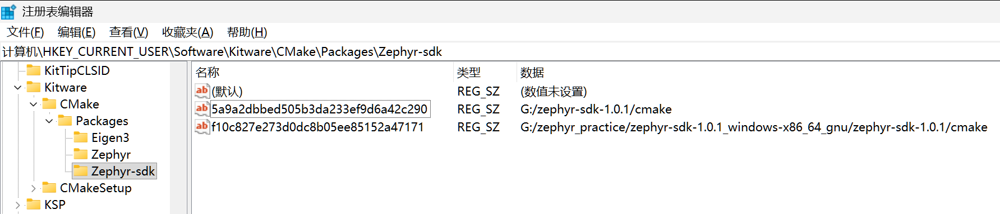 注册表编辑器
文件(F) 编辑(E) 查看(V) 收藏夹(A) 帮助(H)
计算机\HKEY_CURRENT_USER\Software\Kitware\CMake\Packages\Zephyr-sdk
KitTipCLSID
Kitware
CMake
Packages
Eigen3
Zephyr
Zephyr-sdk
CMakeSetup
KSP
名称 类型 数据
ab (默认) REG_SZ (数值未设置)
ab 5a9a2dbbed505b3da233ef9d6a42c290 REG_SZ G:/zephyr-sdk-1.0.1/cmake
ab f10c827e273d0dc8b05ee85152a47171 REG_SZ G:/zephyr_practice/zephyr-sdk-1.0.1_windows-x86_64_gnu/zephyr-sdk-1.0.1/cmake